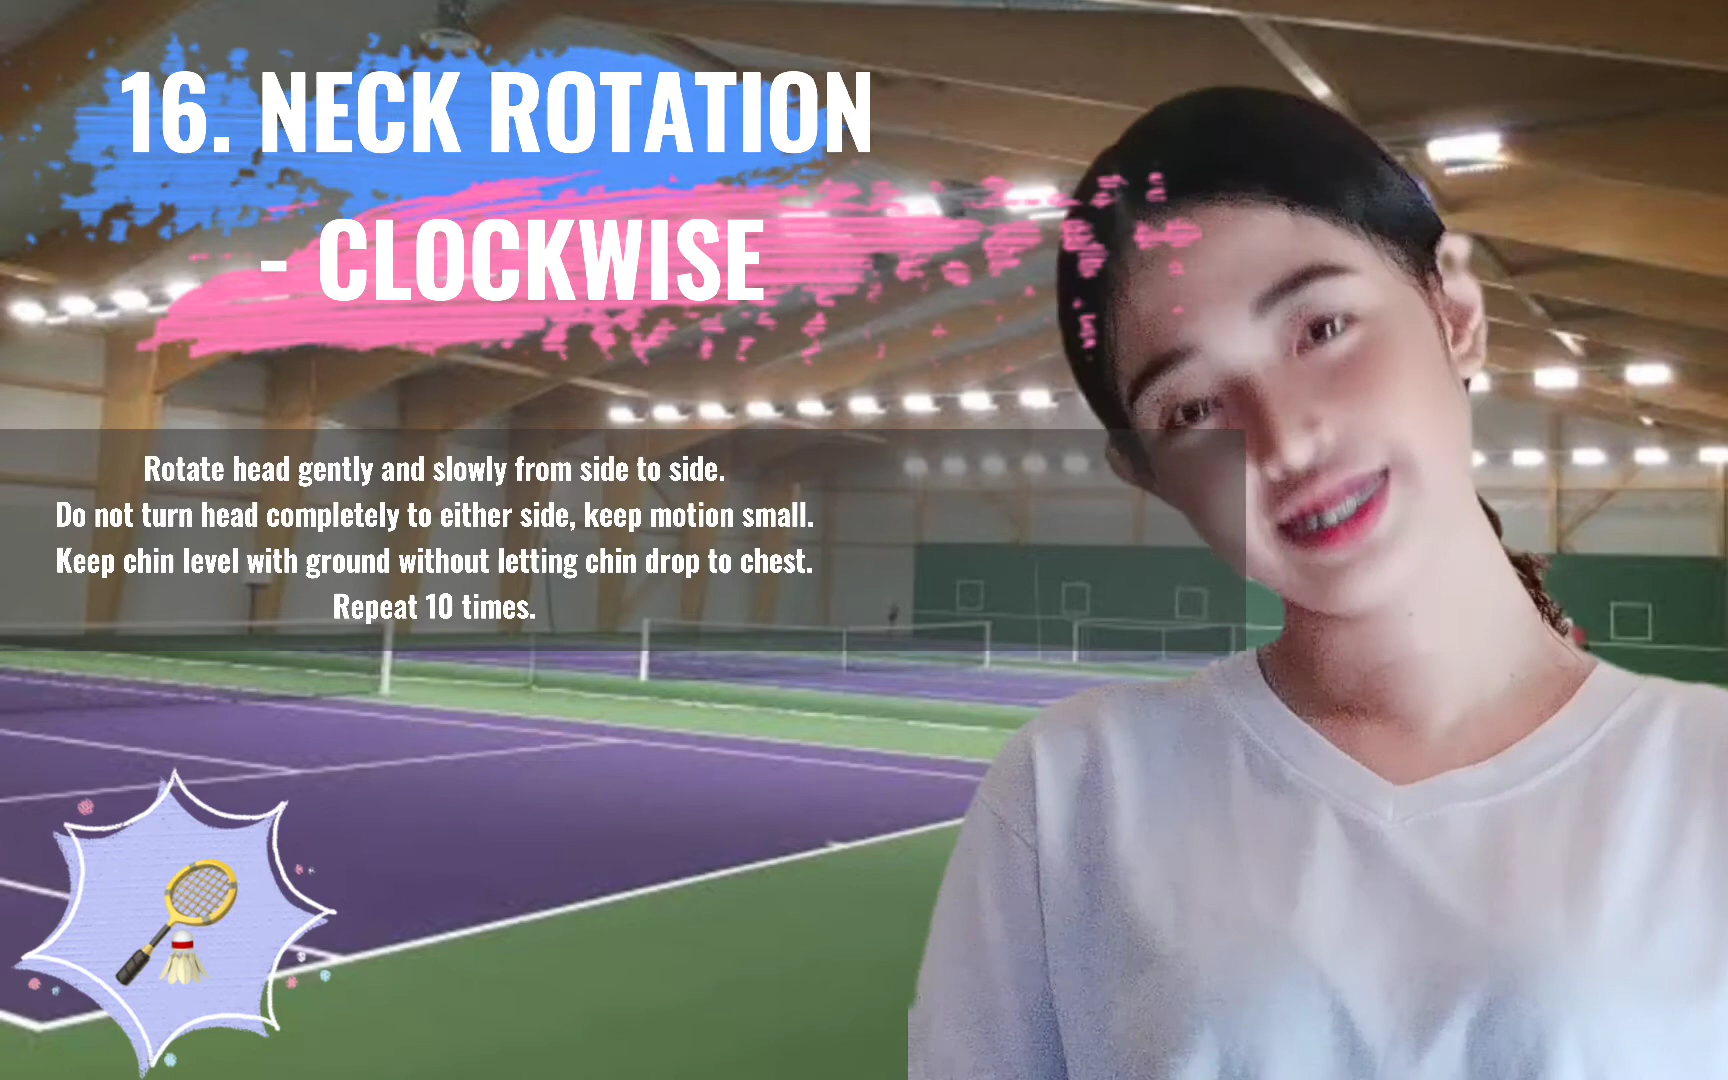 16. NECK ROTATION
- CLOCKWISE
Rotate head gently and slowly from side to side.
Do not turn head completely to either side, keep motion small.
Keep chin level with ground without letting chin drop to chest.
Repeat 10 times.